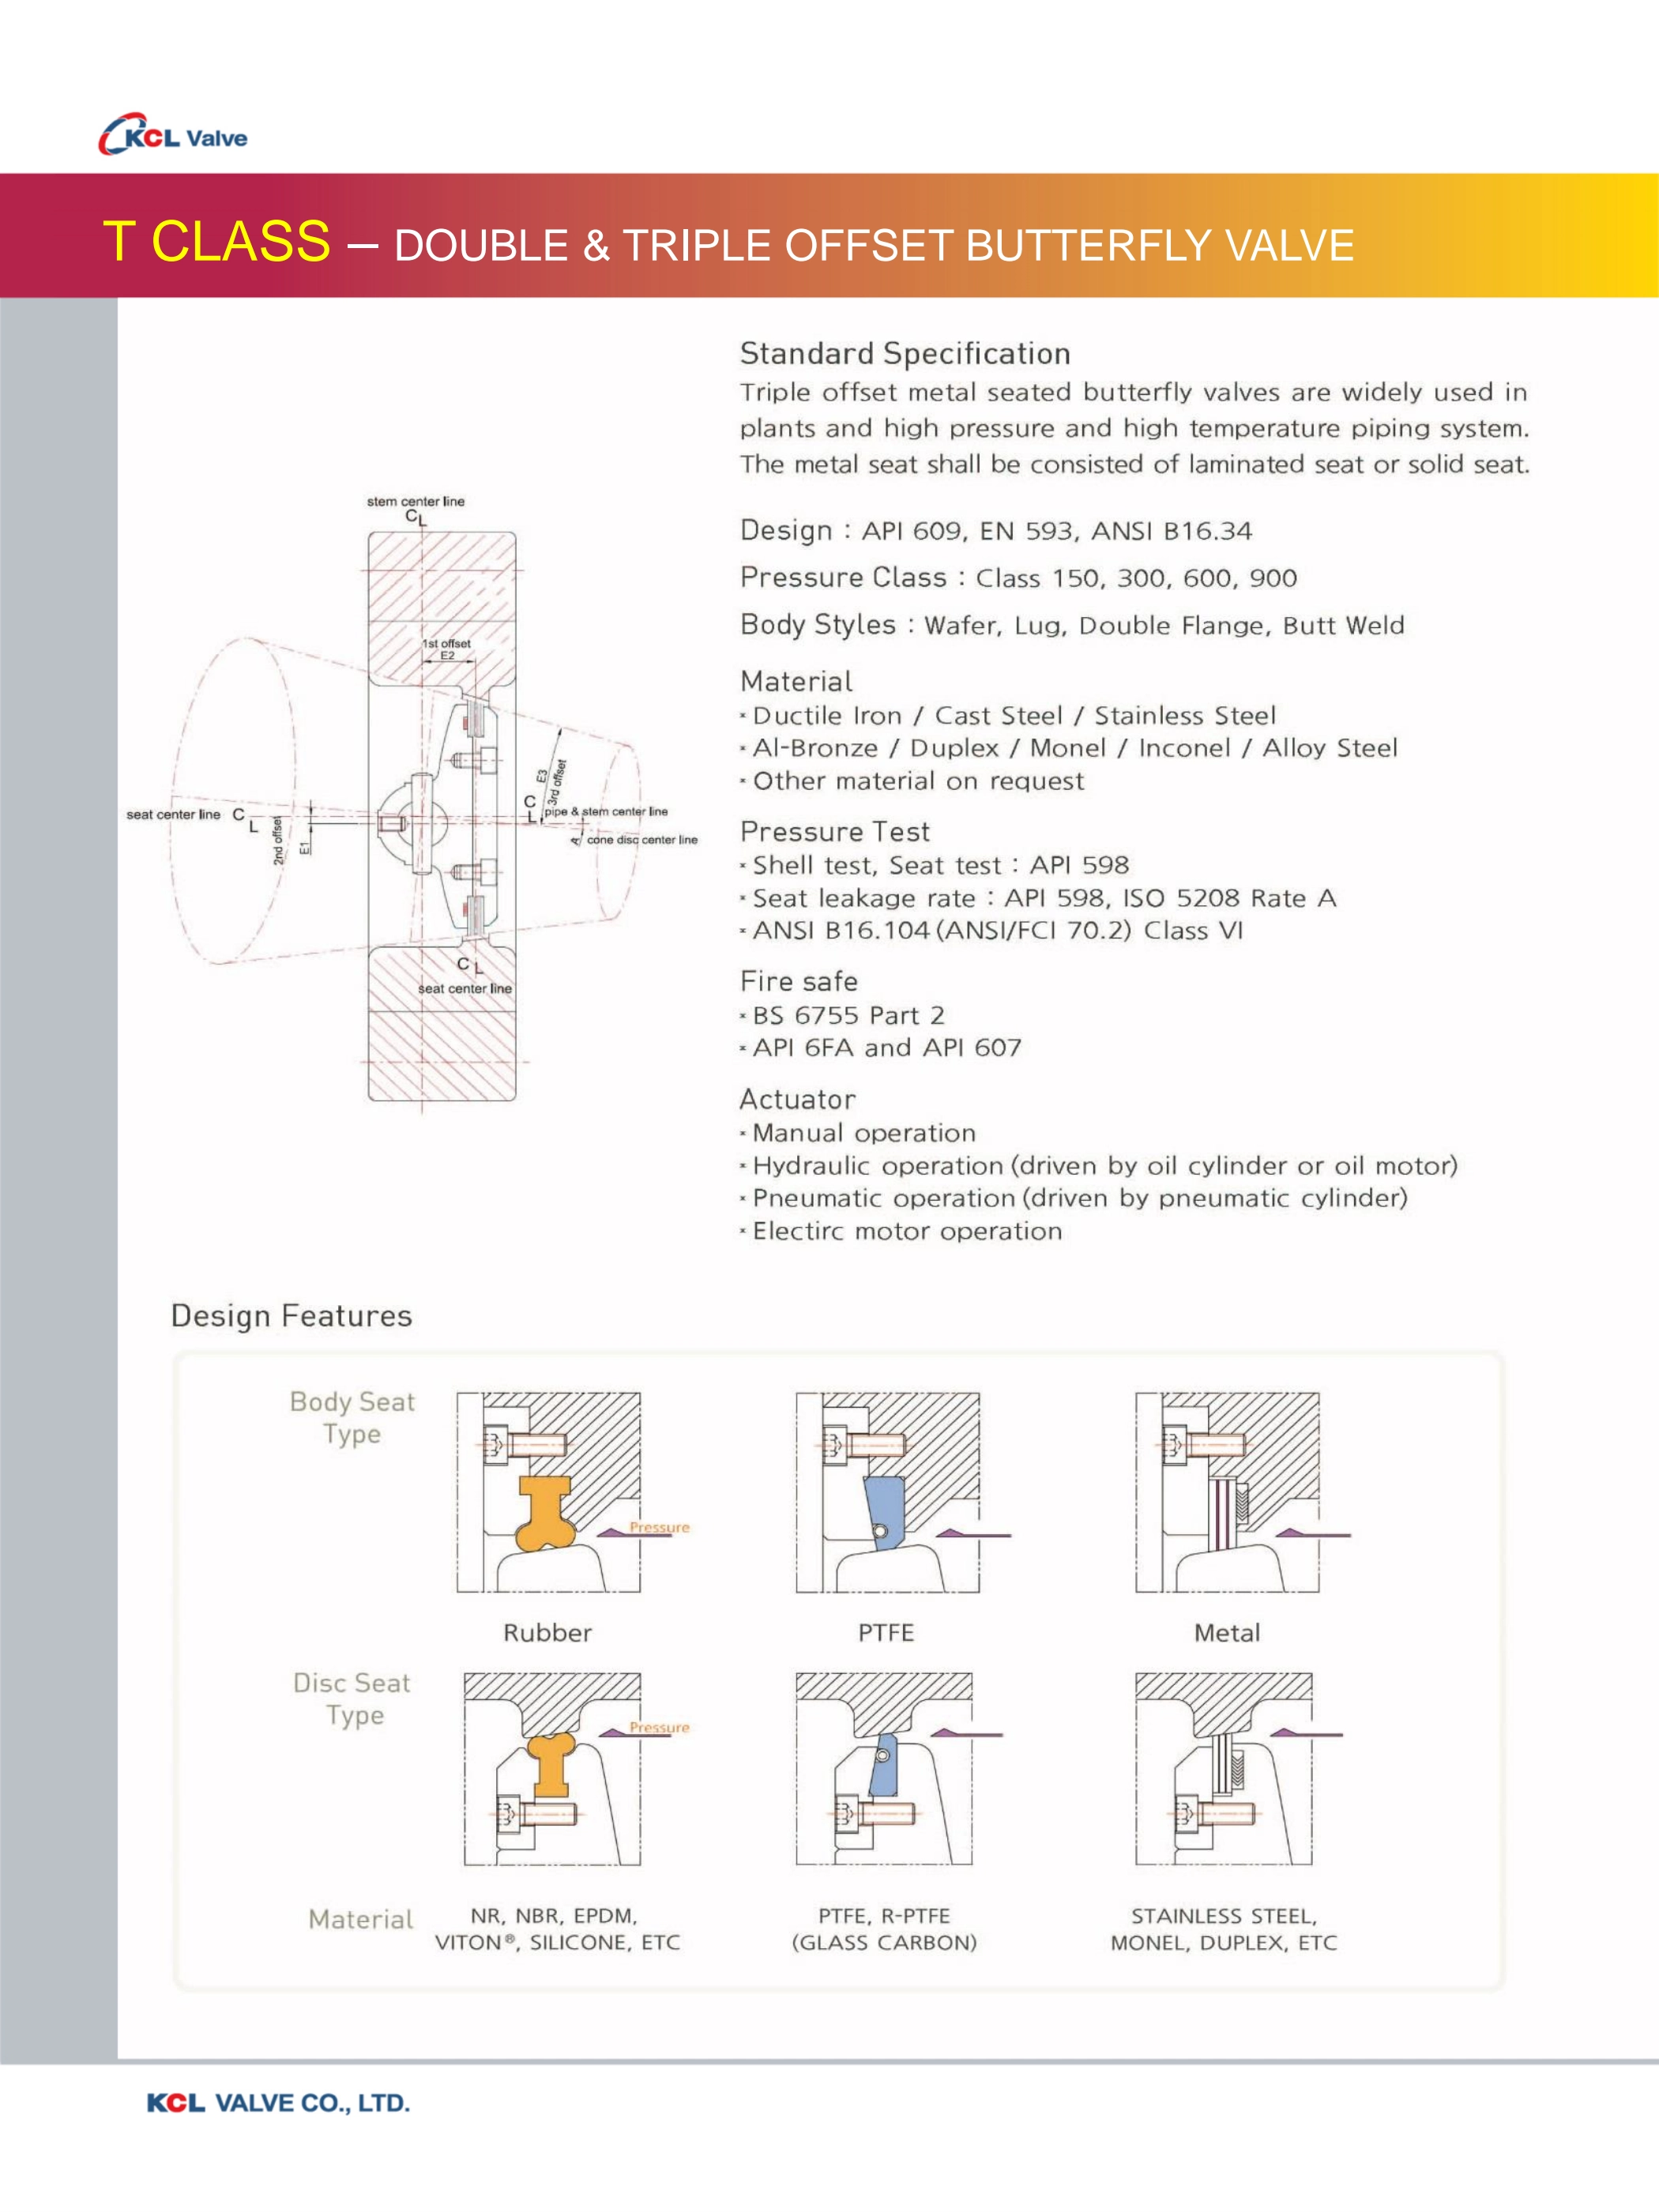 KCL Valve
T CLASS – DOUBLE & TRIPLE OFFSET BUTTERFLY VALVE
Standard Specification
Triple offset metal seated butterfly valves are widely used in
plants and high pressure and high temperature piping system.
The metal seat shall be consisted of laminated seat or solid seat.
Design : API 609, EN 593, ANSI B16.34
Pressure Class : Class 150, 300, 600, 900
Body Styles : Wafer, Lug, Double Flange, Butt Weld
Material
· Ductile Iron / Cast Steel / Stainless Steel
· Al-Bronze / Duplex / Monel / Inconel / Alloy Steel
· Other material on request
Pressure Test
· Shell test, Seat test : API 598
· Seat leakage rate : API 598, ISO 5208 Rate A
· ANSI B16.104 (ANSI/FCI 70.2) Class VI
Fire safe
· BS 6755 Part 2
· API 6FA and API 607
Actuator
· Manual operation
· Hydraulic operation (driven by oil cylinder or oil motor)
· Pneumatic operation (driven by pneumatic cylinder)
· Electirc motor operation
stem center line
CL
1st offset
E2
E3
3rd offset
CL
pipe & stem center line
A
cone disc center line
seat center line CL
2nd offset
E1
CL
seat center line
Design Features
Body Seat
Type
Pressure
Rubber
PTFE
Metal
Disc Seat
Type
Pressure
Material
NR, NBR, EPDM,
VITON®, SILICONE, ETC
PTFE, R-PTFE
(GLASS CARBON)
STAINLESS STEEL,
MONEL, DUPLEX, ETC
KCL VALVE CO., LTD.